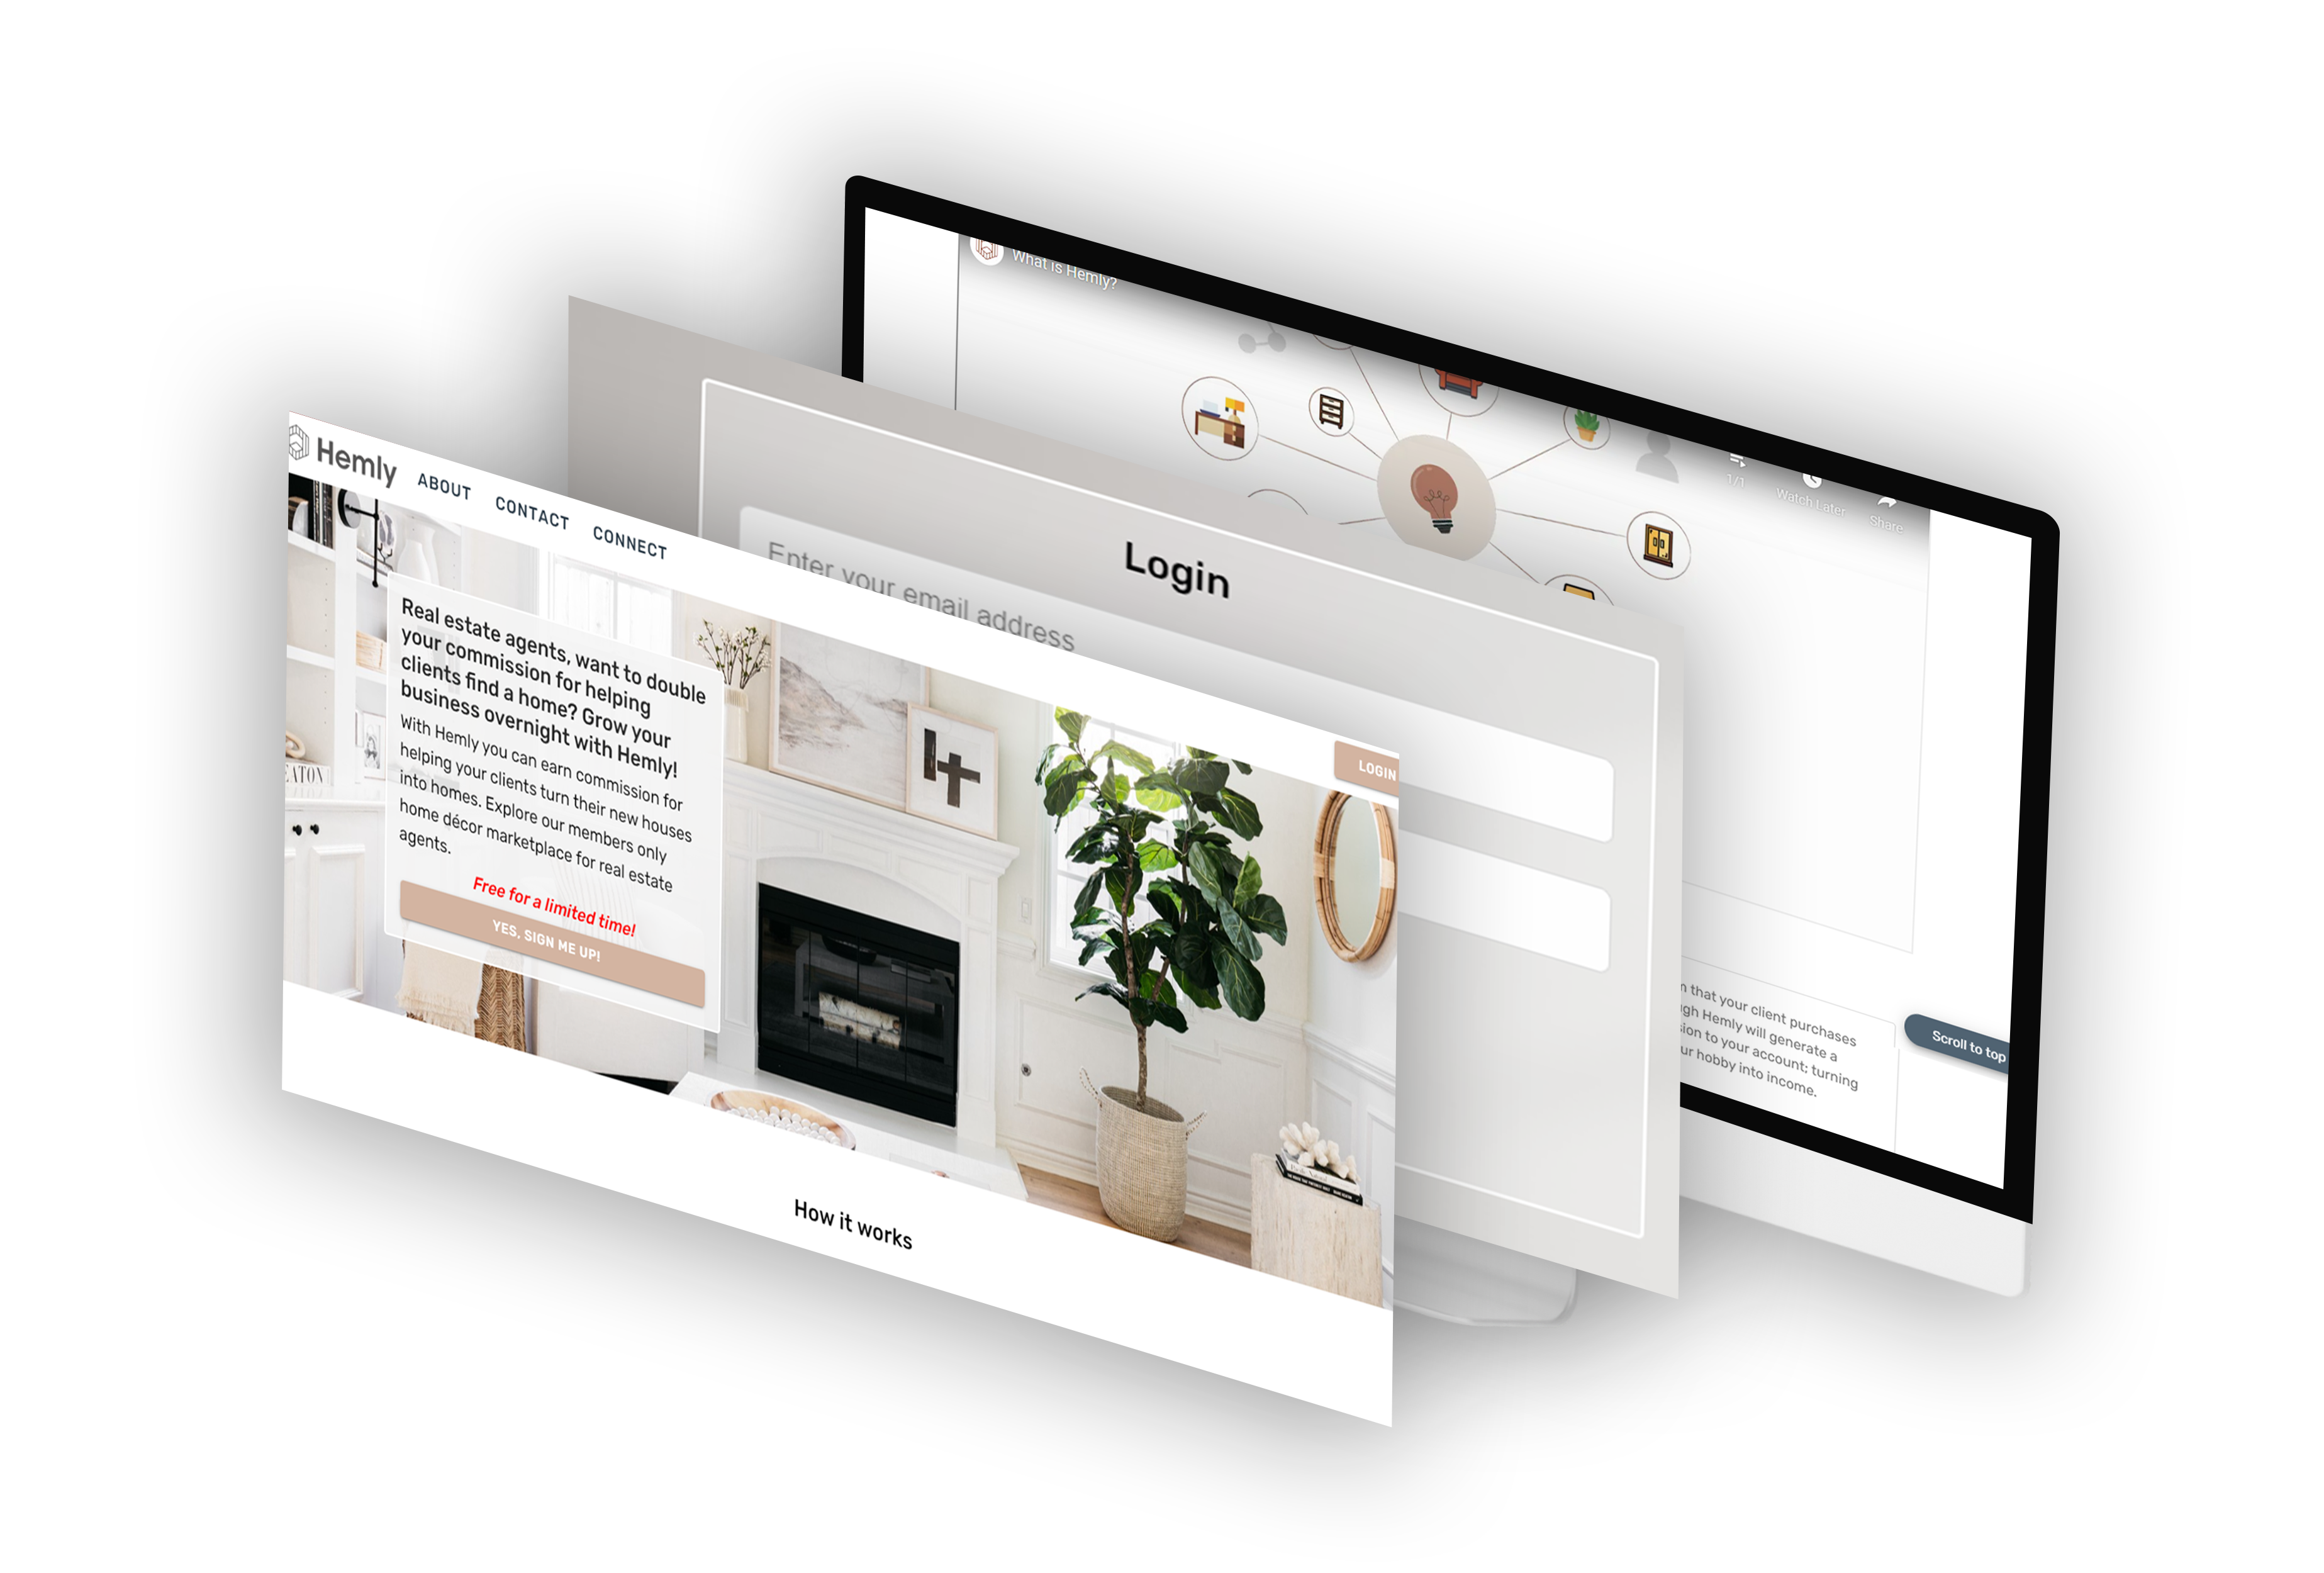 Hemly
ABOUT
CONTACT
CONNECT
LOGIN
Real estate agents, want to double
your commission for helping
clients find a home? Grow your
business overnight with Hemly!
With Hemly you can earn commission for
helping your clients turn their new houses
into homes. Explore our members only
home décor marketplace for real estate
agents.
Free for a limited time!
YES, SIGN ME UP!
EATON
How it works
Login
Enter your email address
What is Hemly?
1/1
Watch Later
Share
that your client purchases
Hemly will generate a
to your account; turning
hobby into income.
Scroll to top